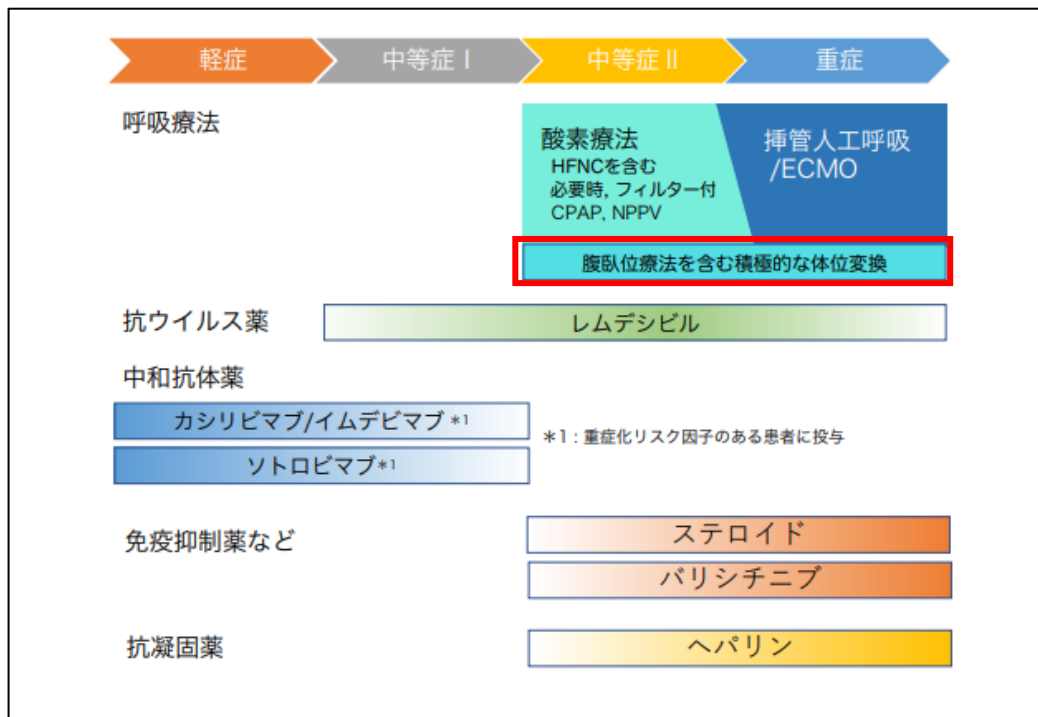 軽症
中等症Ⅰ
中等症Ⅱ
重症
呼吸療法
酸素療法
HFNCを含む
必要時, フィルター付
CPAP, NPPV
挿管人工呼吸
/ECMO
腹臥位療法を含む積極的な体位変換
抗ウイルス薬
レムデシビル
中和抗体薬
カシリビマブ/イムデビマブ *1
ソトロビマブ*1
*1：重症化リスク因子のある患者に投与
免疫抑制薬など
ステロイド
バリシチニブ
抗凝固薬
ヘパリン